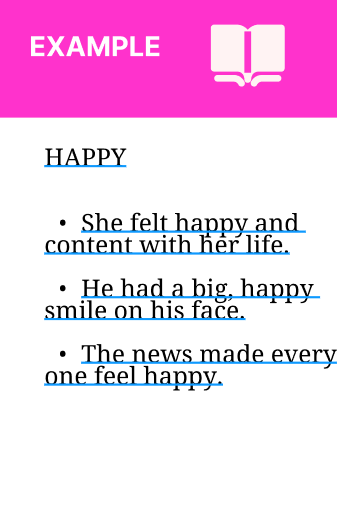 EXAMPLE
HAPPY
• She felt happy and
content with her life.
• He had a big, happy
smile on his face.
• The news made every
one feel happy.